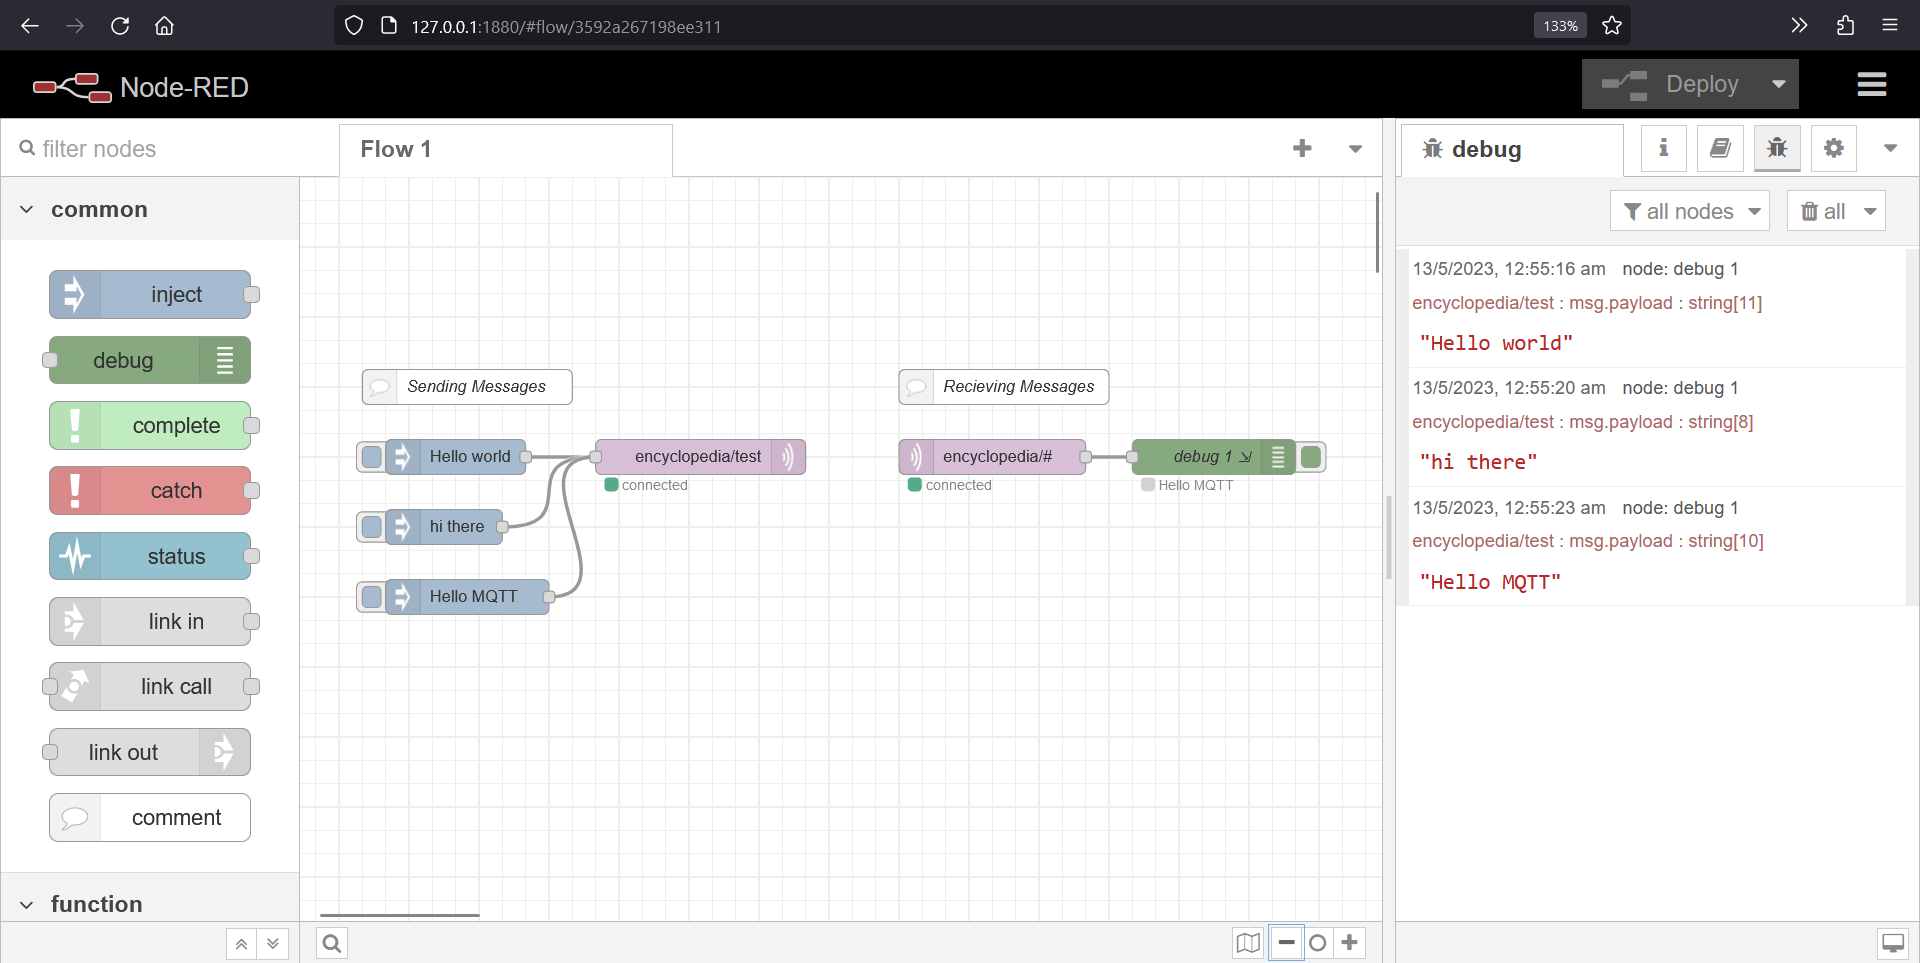 127.0.0.1:1880/#flow/3592a267198ee311
133%
Node-RED
Deploy
filter nodes
Flow 1
debug
common
all nodes
all
inject
debug
complete
catch
status
link in
link call
link out
comment
function
Sending Messages
Recieving Messages
Hello world
encyclopedia/test
connected
hi there
Hello MQTT
encyclopedia/#
connected
debug 1
Hello MQTT
13/5/2023, 12:55:16 am node: debug 1
encyclopedia/test : msg.payload : string[11]
"Hello world"
13/5/2023, 12:55:20 am node: debug 1
encyclopedia/test : msg.payload : string[8]
"hi there"
13/5/2023, 12:55:23 am node: debug 1
encyclopedia/test : msg.payload : string[10]
"Hello MQTT"